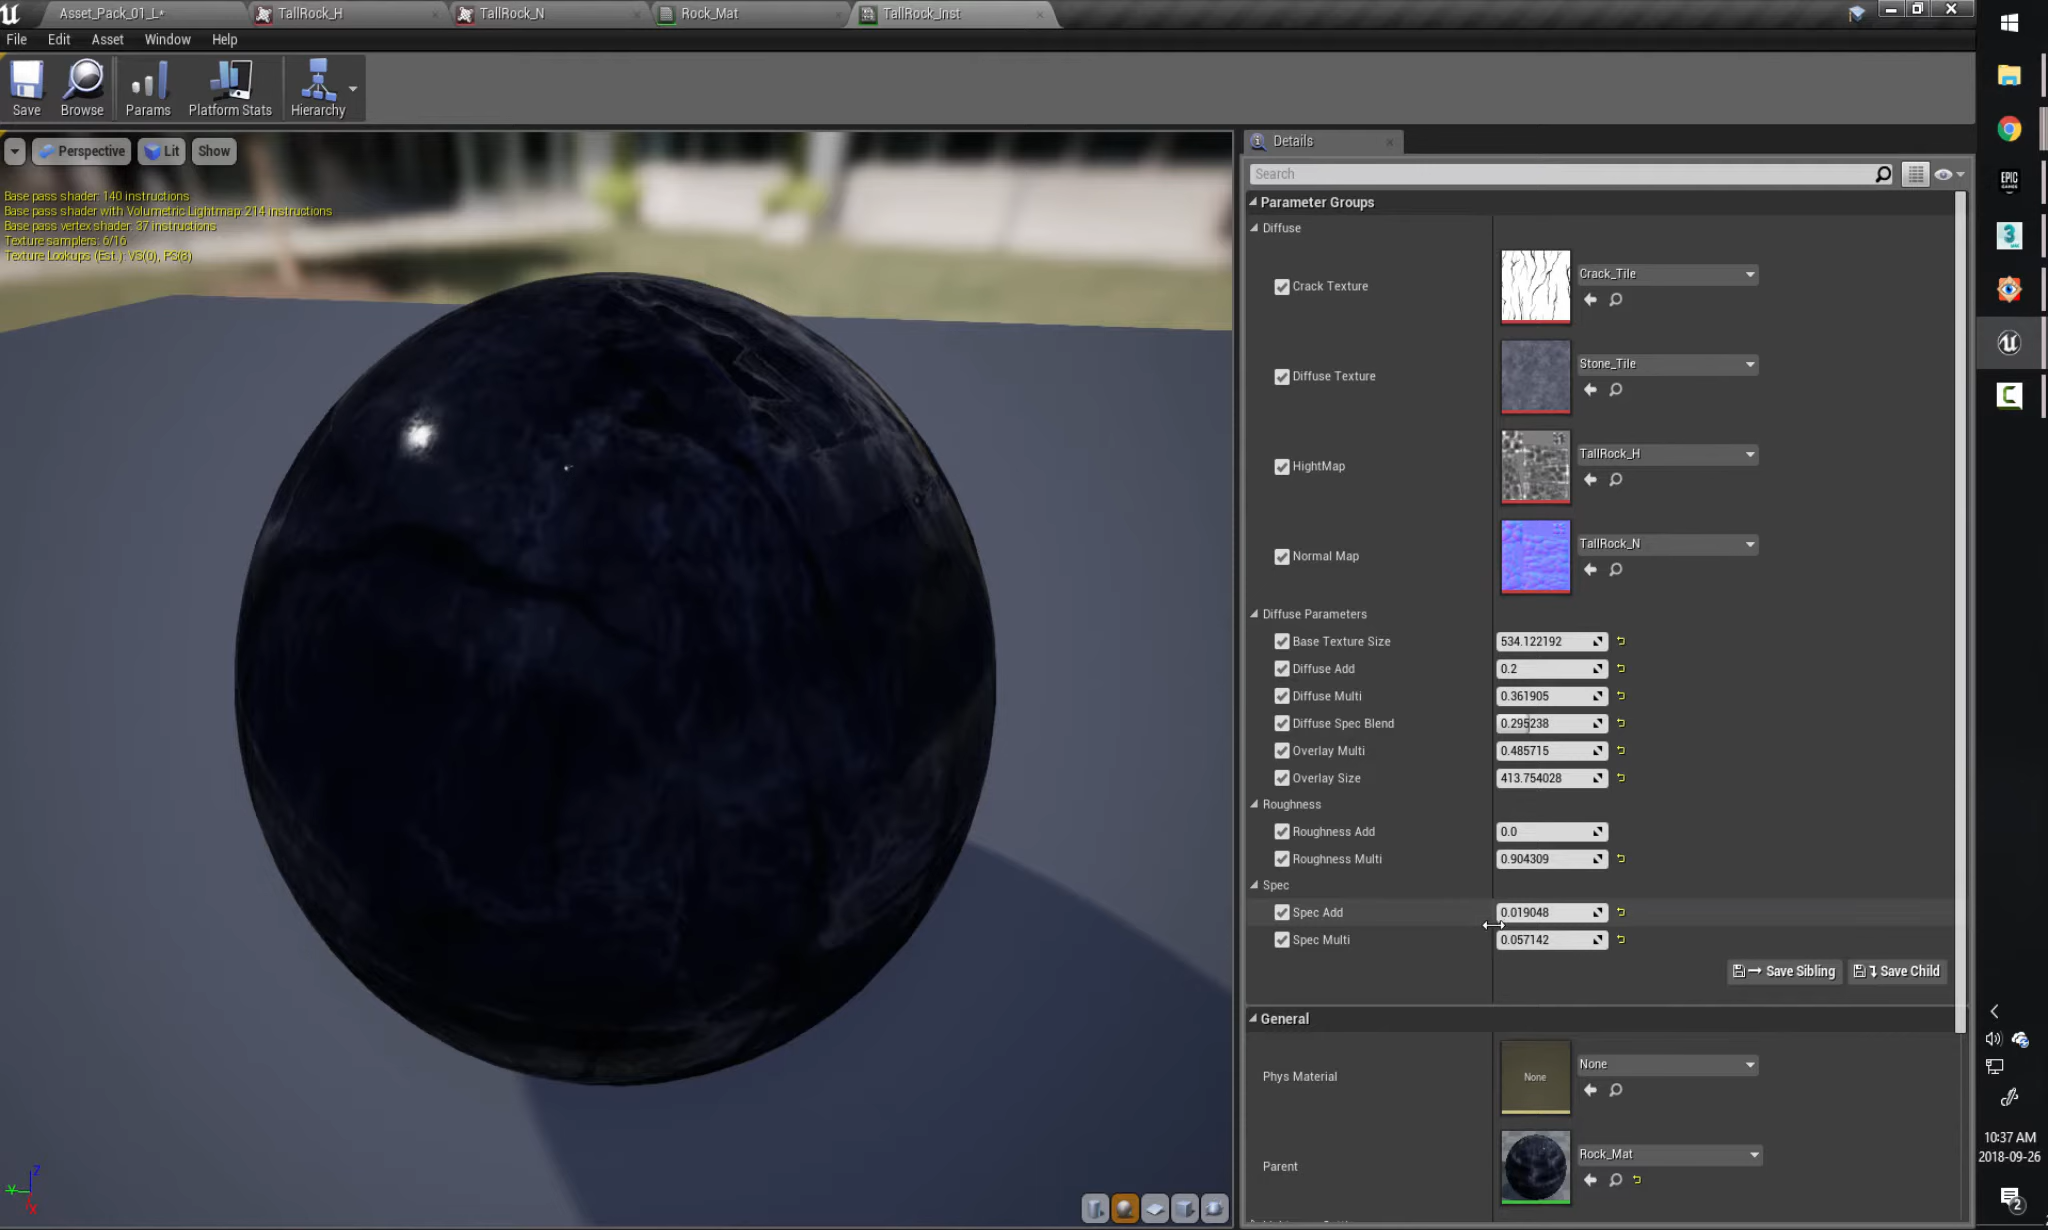 Asset_Pack_01_L*
TallRock_H
TallRock_N
Rock_Mat
TallRock_Inst
File Edit Asset Window Help
Save Browse Params Platform Stats Hierarchy
Perspective Lit Show
Base pass shader: 140 instructions
Base pass shader with Volumetric Lightmap: 214 instructions
Base pass vertex shader: 37 instructions
Texture samplers: 6/16
Texture Lookups (Est.): VS(0), PS(8)
Z
Y
X
Details
Search
Parameter Groups
Diffuse
Crack Texture Crack_Tile
Diffuse Texture Stone_Tile
HightMap TallRock_H
Normal Map TallRock_N
Diffuse Parameters
Base Texture Size 534.122192
Diffuse Add 0.2
Diffuse Multi 0.361905
Diffuse Spec Blend 0.295238
Overlay Multi 0.485715
Overlay Size 413.754028
Roughness
Roughness Add 0.0
Roughness Multi 0.904309
Spec
Spec Add 0.019048
Spec Multi 0.057142
Save Sibling Save Child
General
Phys Material None None
Parent Rock_Mat
EPIC
GAMES
3
C
10:37 AM
2018-09-26
2